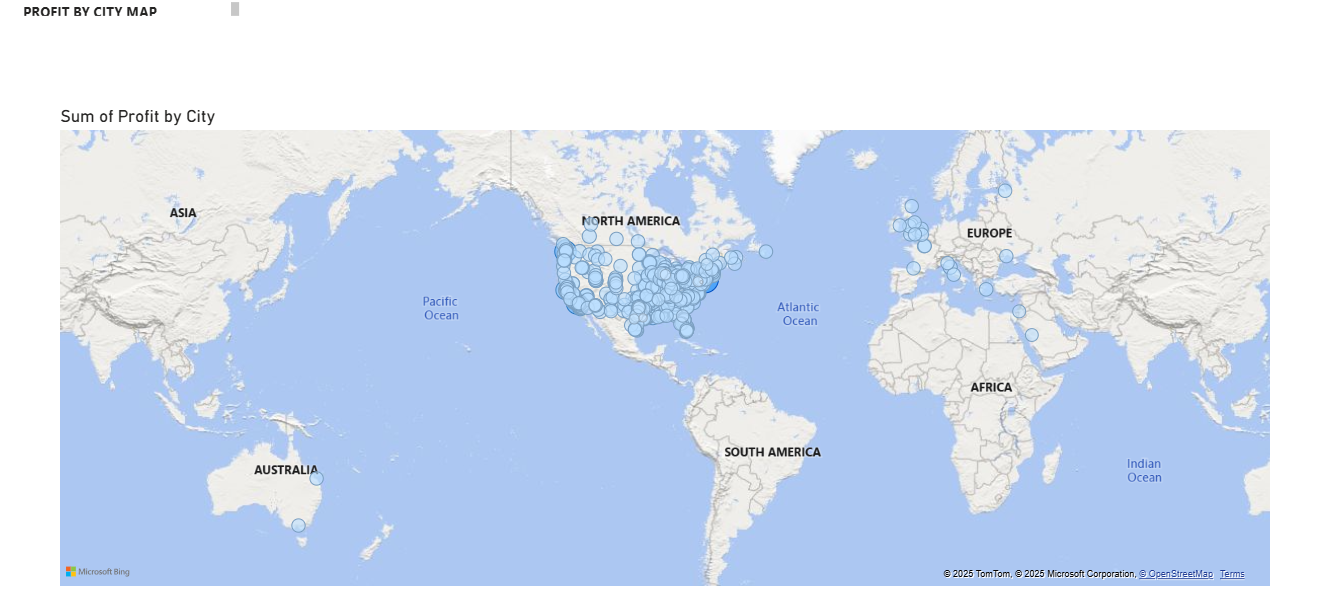 PROFIT BY CITY MAP
Sum of Profit by City
ASIA
NORTH AMERICA
EUROPE
Pacific
Ocean
Atlantic
Ocean
AFRICA
SOUTH AMERICA
AUSTRALIA
Indian
Ocean
Microsoft Bing
© 2025 TomTom, © 2025 Microsoft Corporation, © OpenStreetMap Terms